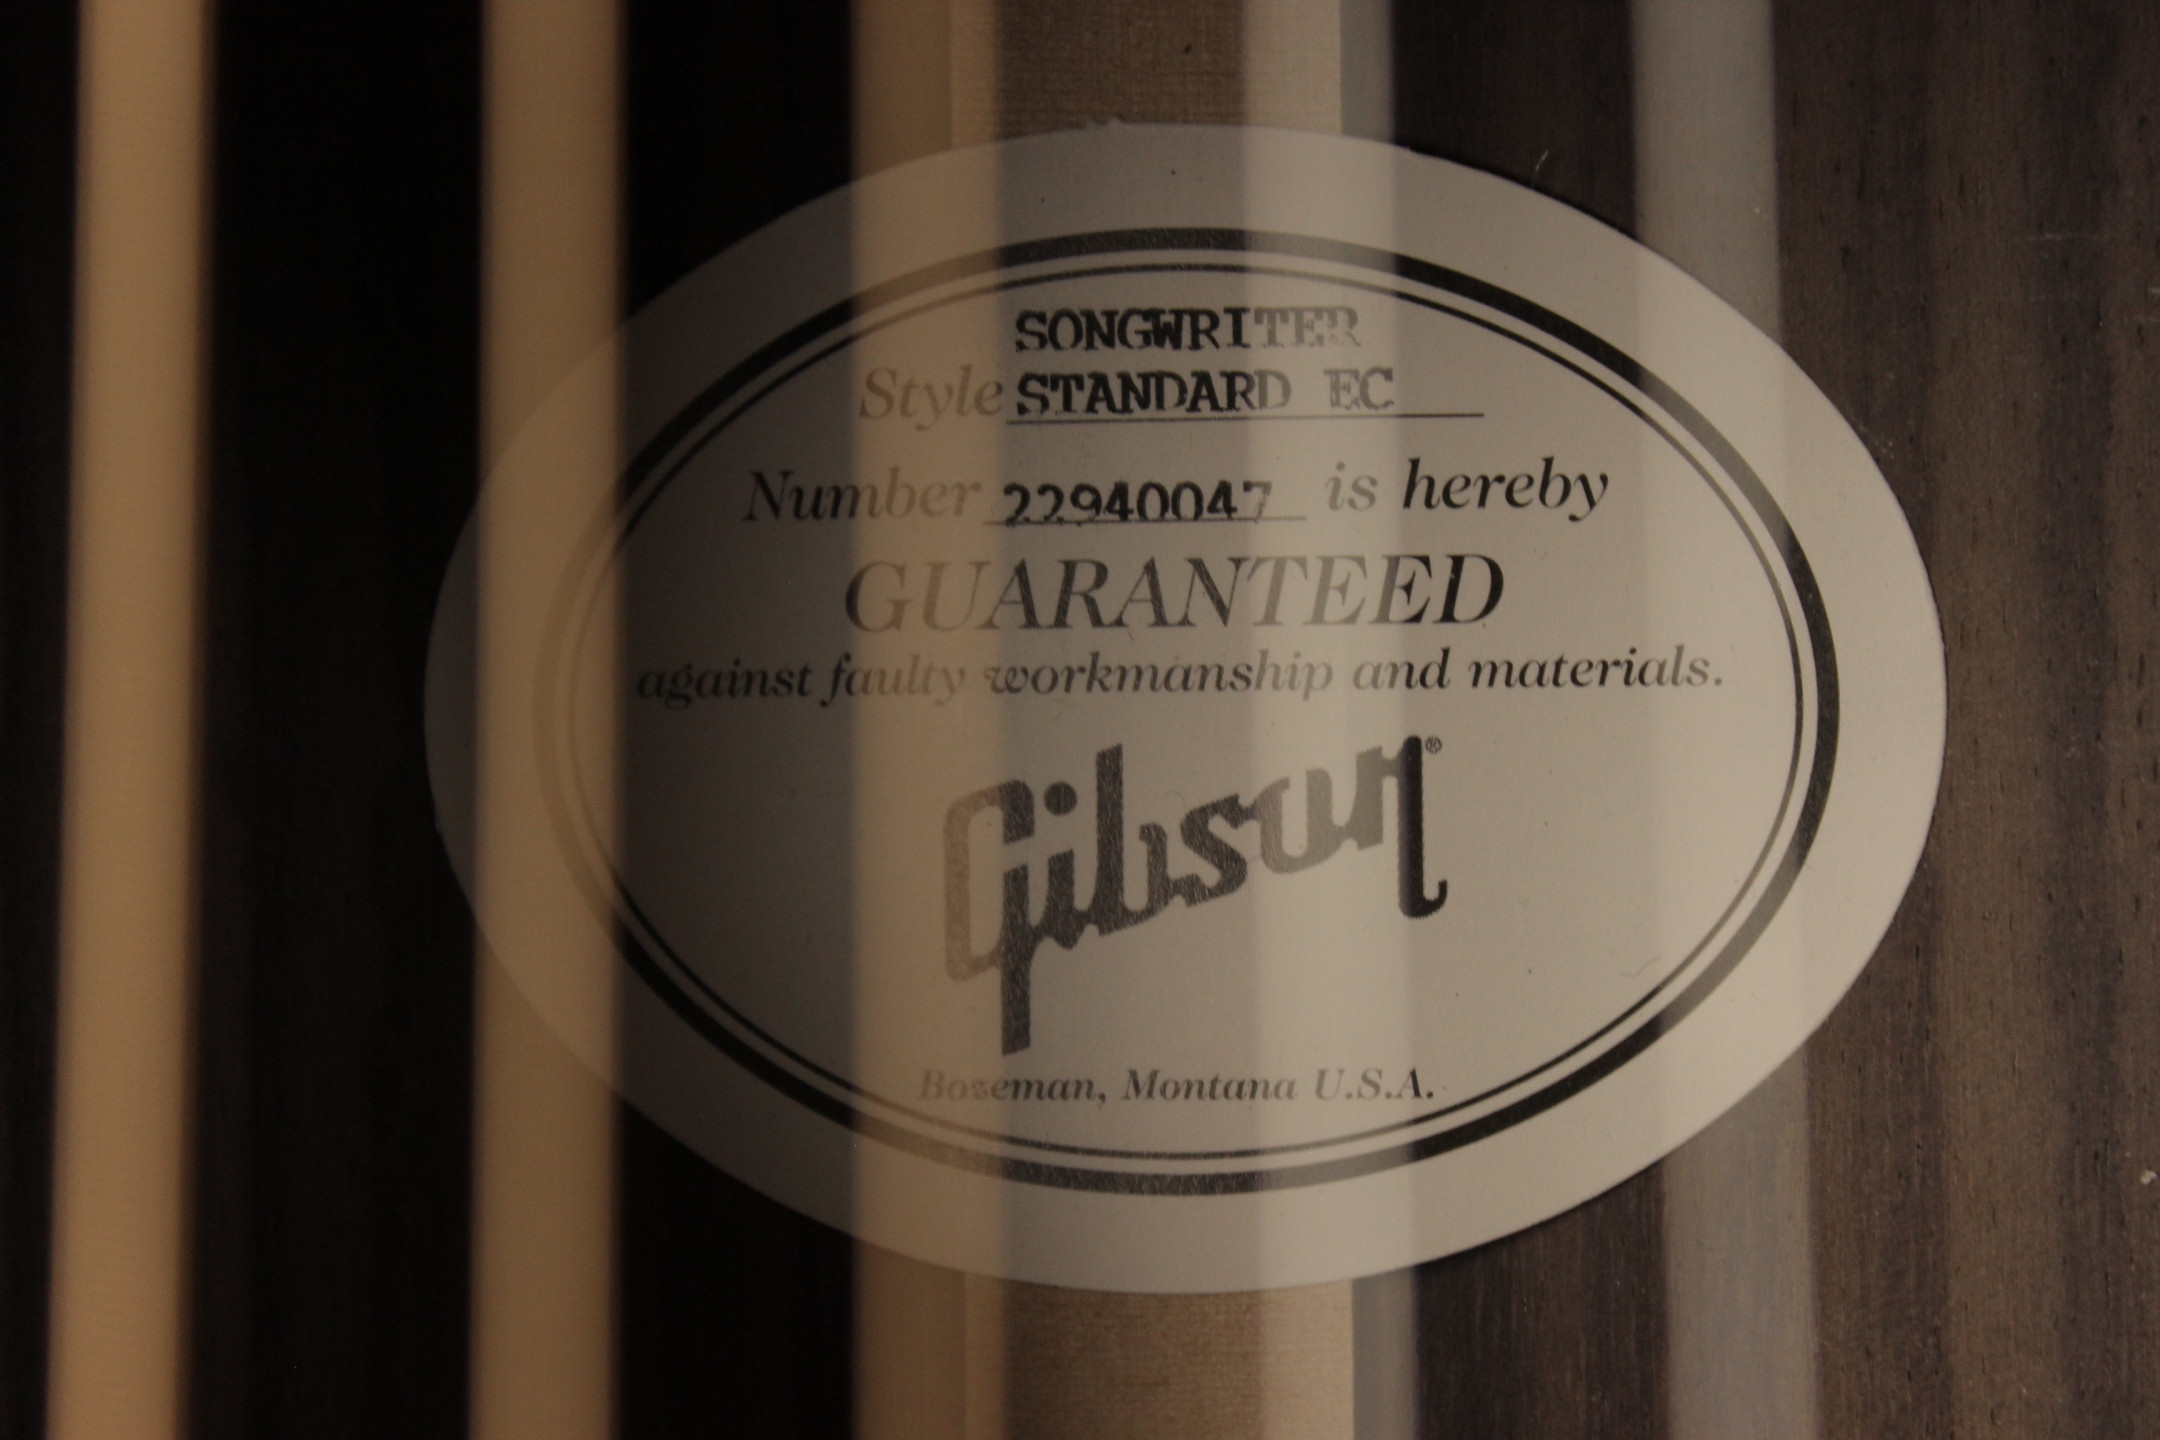 SONGWRITER
Style STANDARD EC
Number 22940047 is hereby
GUARANTEED
against faulty workmanship and materials.
Gibson®
Bozeman, Montana U.S.A.